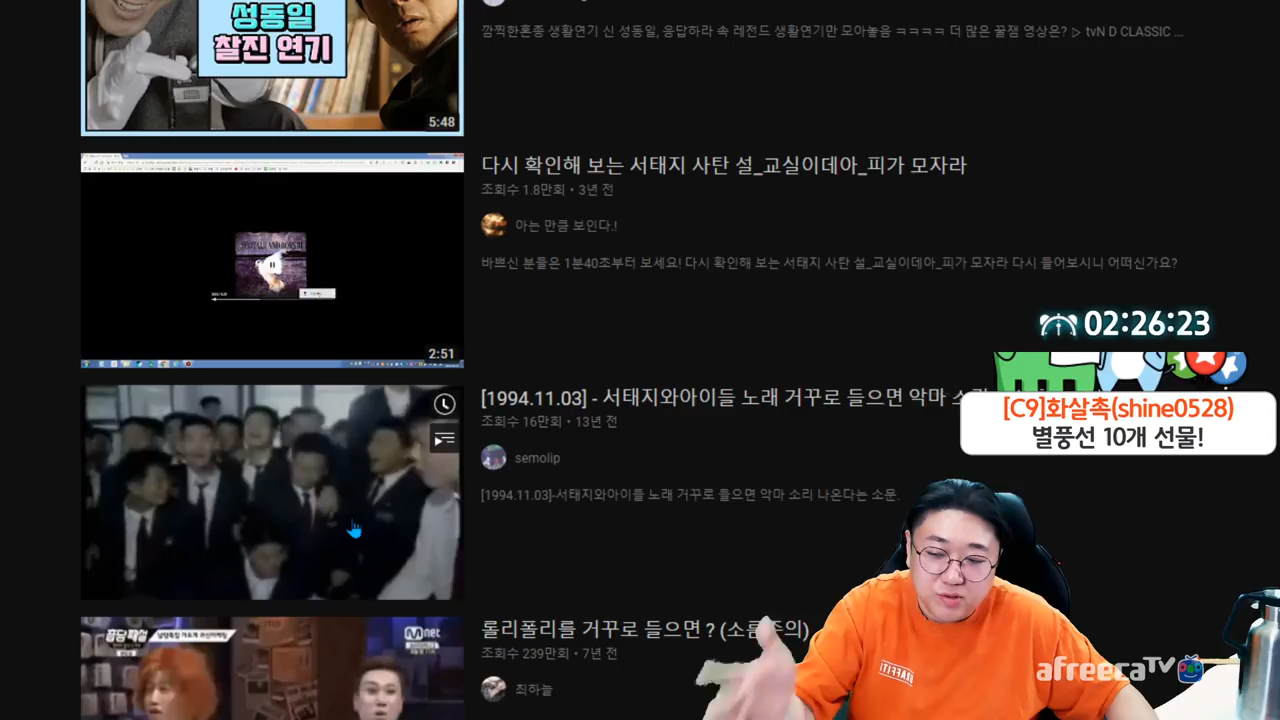 성동일
찰진 연기
5:48
깜찍한혼종 생활연기 신 성동일, 응답하라 속 레전드 생활연기만 모아놓음 ㅋㅋㅋㅋ 더 많은 꿀잼 영상은? ▷ tvN D CLASSIC ...
다시 확인해 보는 서태지 사탄 설_교실이데아_피가 모자라
조회수 1.8만회 • 3년 전
아는 만큼 보인다.!
바쁘신 분들은 1분40초부터 보세요! 다시 확인해 보는 서태지 사탄 설_교실이데아_피가 모자라 다시 들어보시니 어떠신가요?
2:51
02:26:23
[1994.11.03] - 서태지와아이들 노래 거꾸로 들으면 악마 소
조회수 16만회 • 13년 전
[C9]화살촉(shine0528)
별풍선 10개 선물!
semolip
[1994.11.03]-서태지와아이들 노래 거꾸로 들으면 악마 소리 나온다는 소문.
Mnet
롤리폴리를 거꾸로 들으면 ? (소름주의)
조회수 239만회 • 7년 전
최하늘
afreecaTV